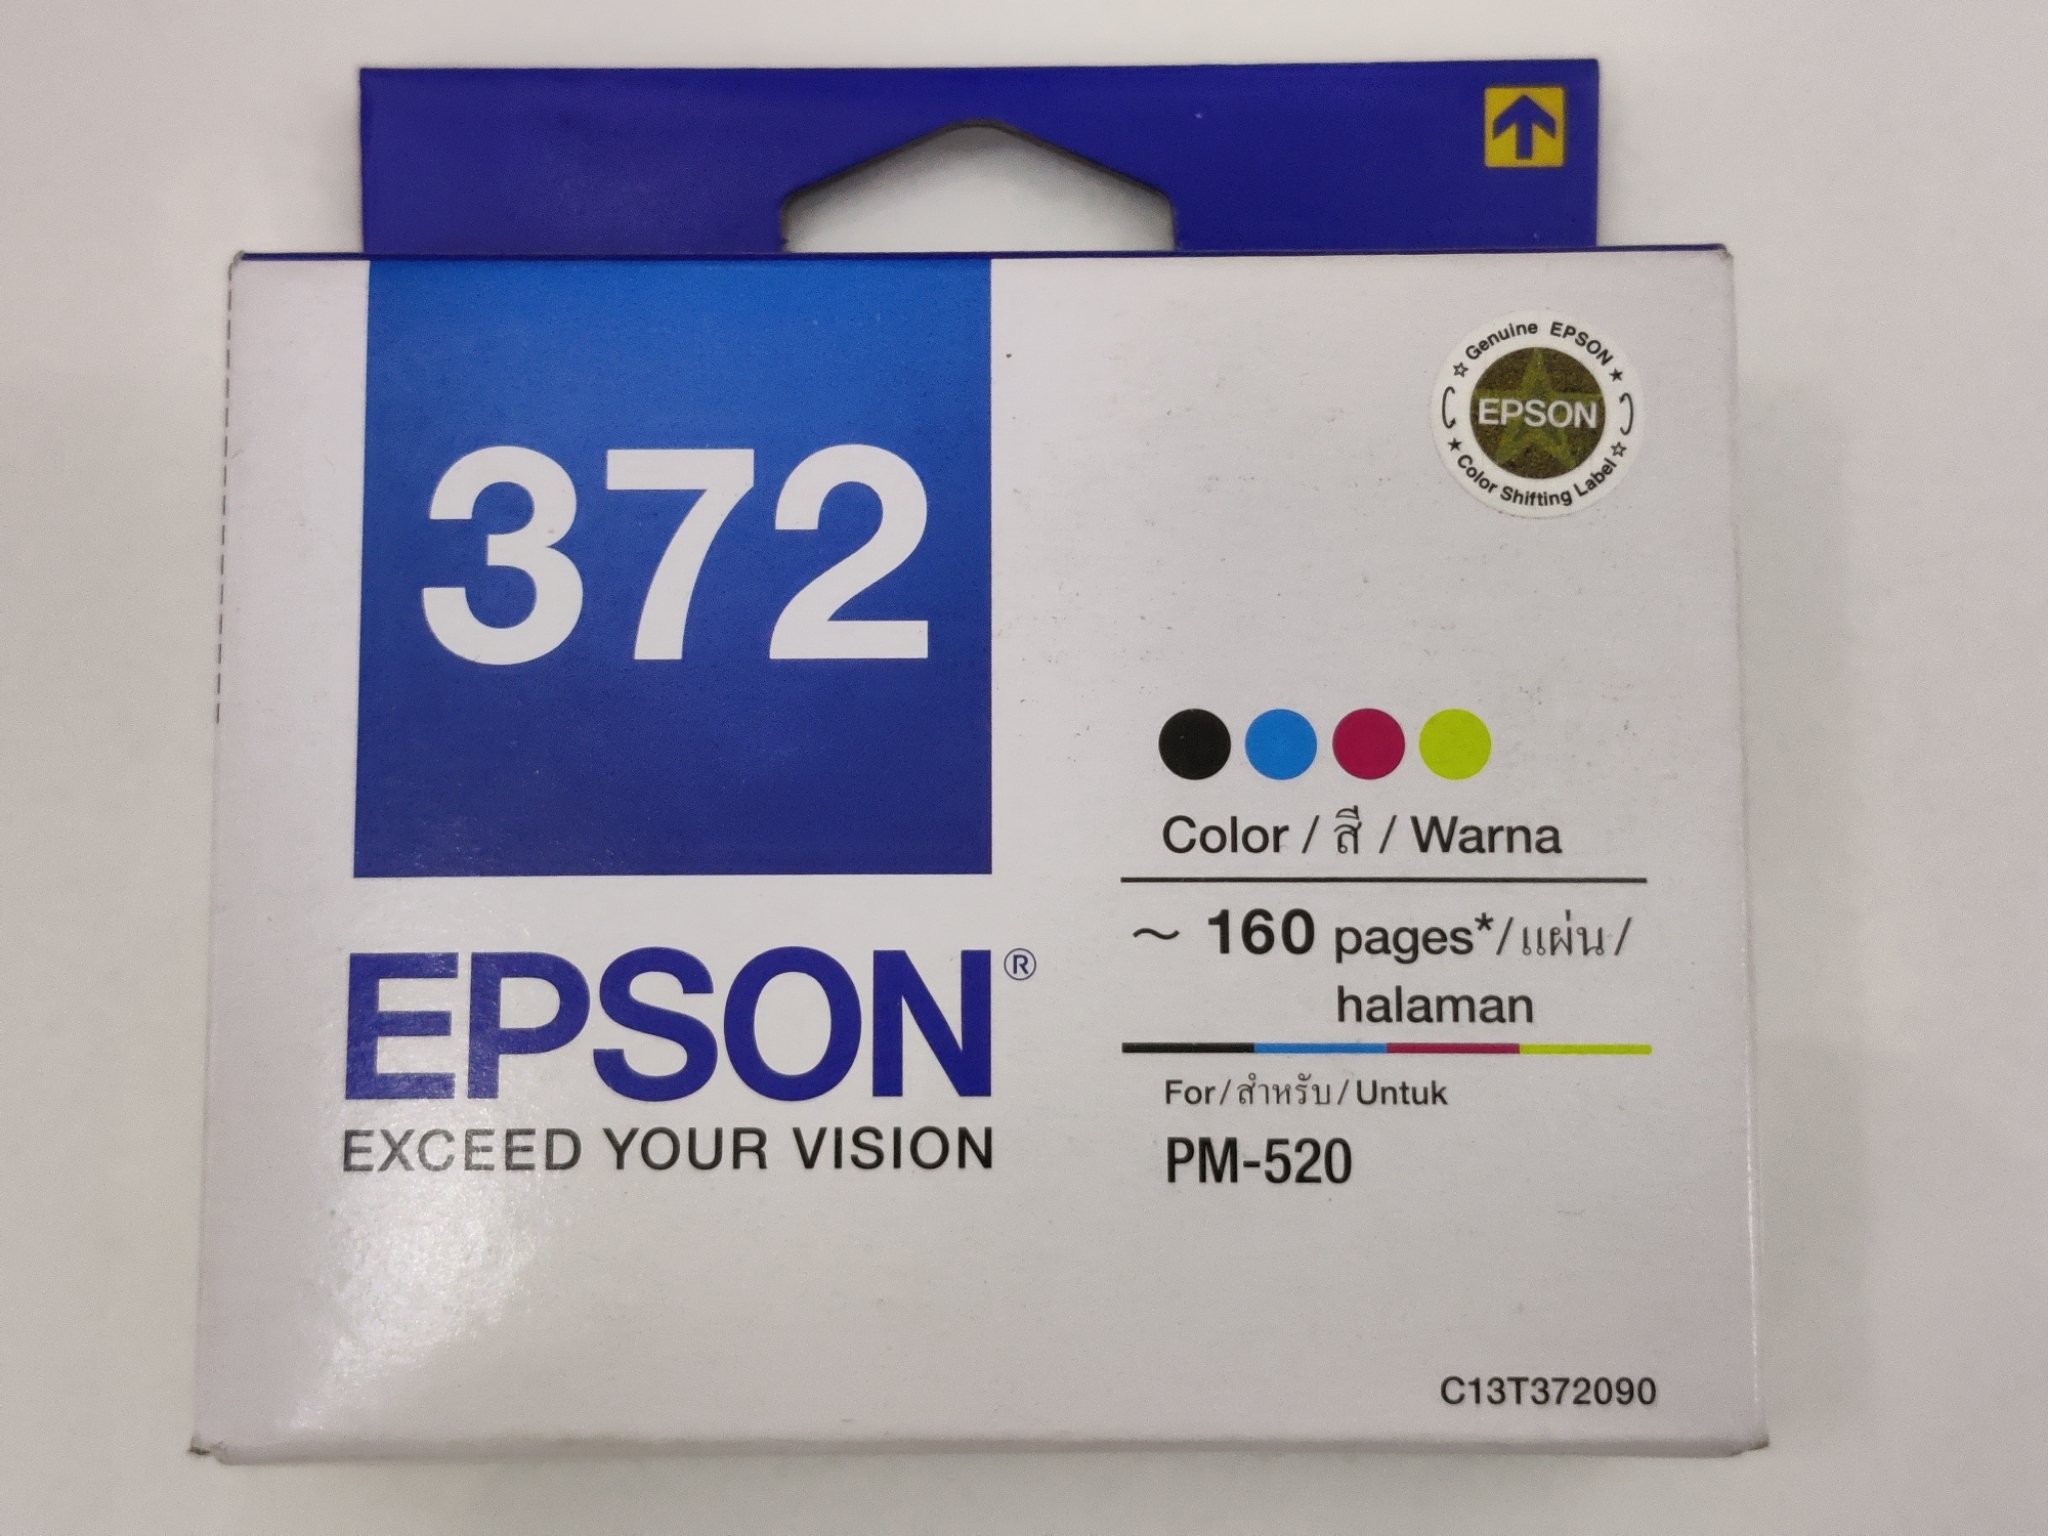 372
EPSON®
EXCEED YOUR VISION
Genuine EPSON
EPSON
Color Shifting Label
Color / สี / Warna
~ 160 pages*/แผ่น/
halaman
For/สำหรับ/Untuk
PM-520
C13T372090